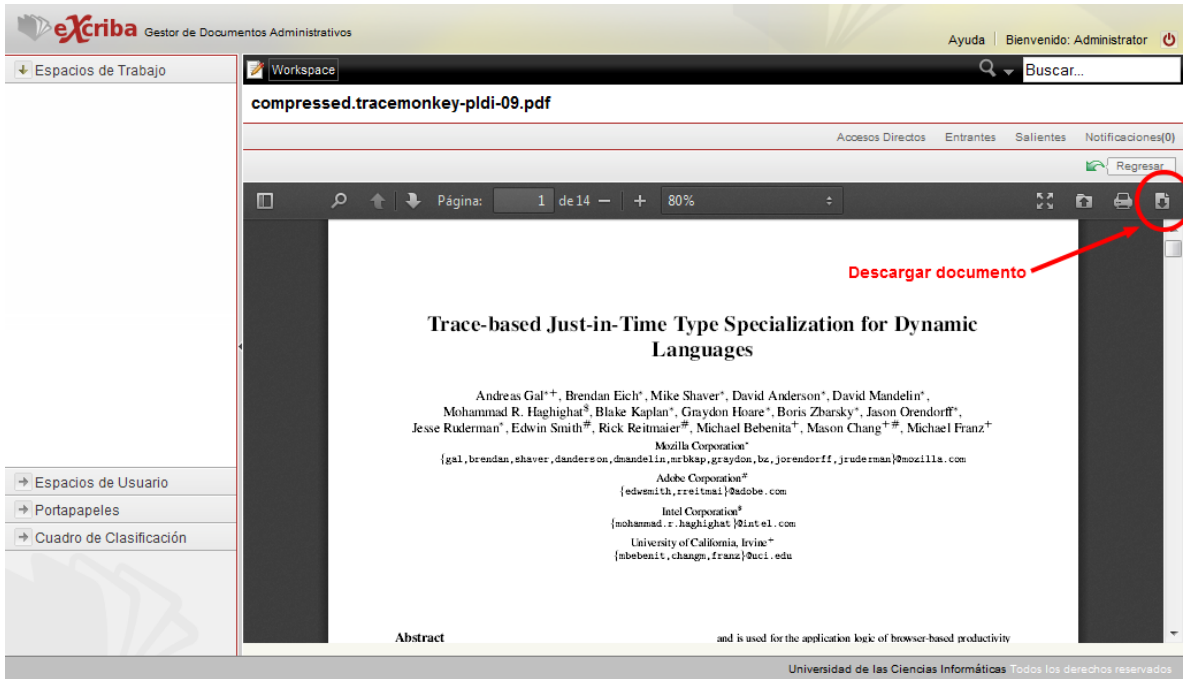 eXcriba Gestor de Documentos Administrativos
Ayuda Bienvenido: Administrator
Espacios de Trabajo
Workspace
Buscar...
compressed.tracemonkey-pldi-09.pdf
Accesos Directos Entrantes Salientes Notificaciones(0)
Regresar
Página: 1 de 14 80%
Descargar documento
Trace-based Just-in-Time Type Specialization for Dynamic
Languages
Andreas Gal*+, Brendan Eich*, Mike Shaver*, David Anderson*, David Mandelin*,
Mohammad R. Haghighat$, Blake Kaplan*, Graydon Hoare*, Boris Zbarsky*, Jason Orendorff*,
Jesse Ruderman*, Edwin Smith#, Rick Reitmaier#, Michael Bebenita+, Mason Chang+#, Michael Franz+
Mozilla Corporation*
{gal,brendan,shaver,danderson,dmandelin,mrbkap,graydon,bz,jorendorff,jruderman}@mozilla.com
Adobe Corporation#
{edwsmith,rreitmai}@adobe.com
Intel Corporation$
{mohammad.r.haghighat}@intel.com
University of California, Irvine+
{mbebenit,changm,franz}@uci.edu
Abstract
and is used for the application logic of browser-based productivity
Espacios de Usuario
Portapapeles
Cuadro de Clasificación
Universidad de las Ciencias Informáticas Todos los derechos reservados